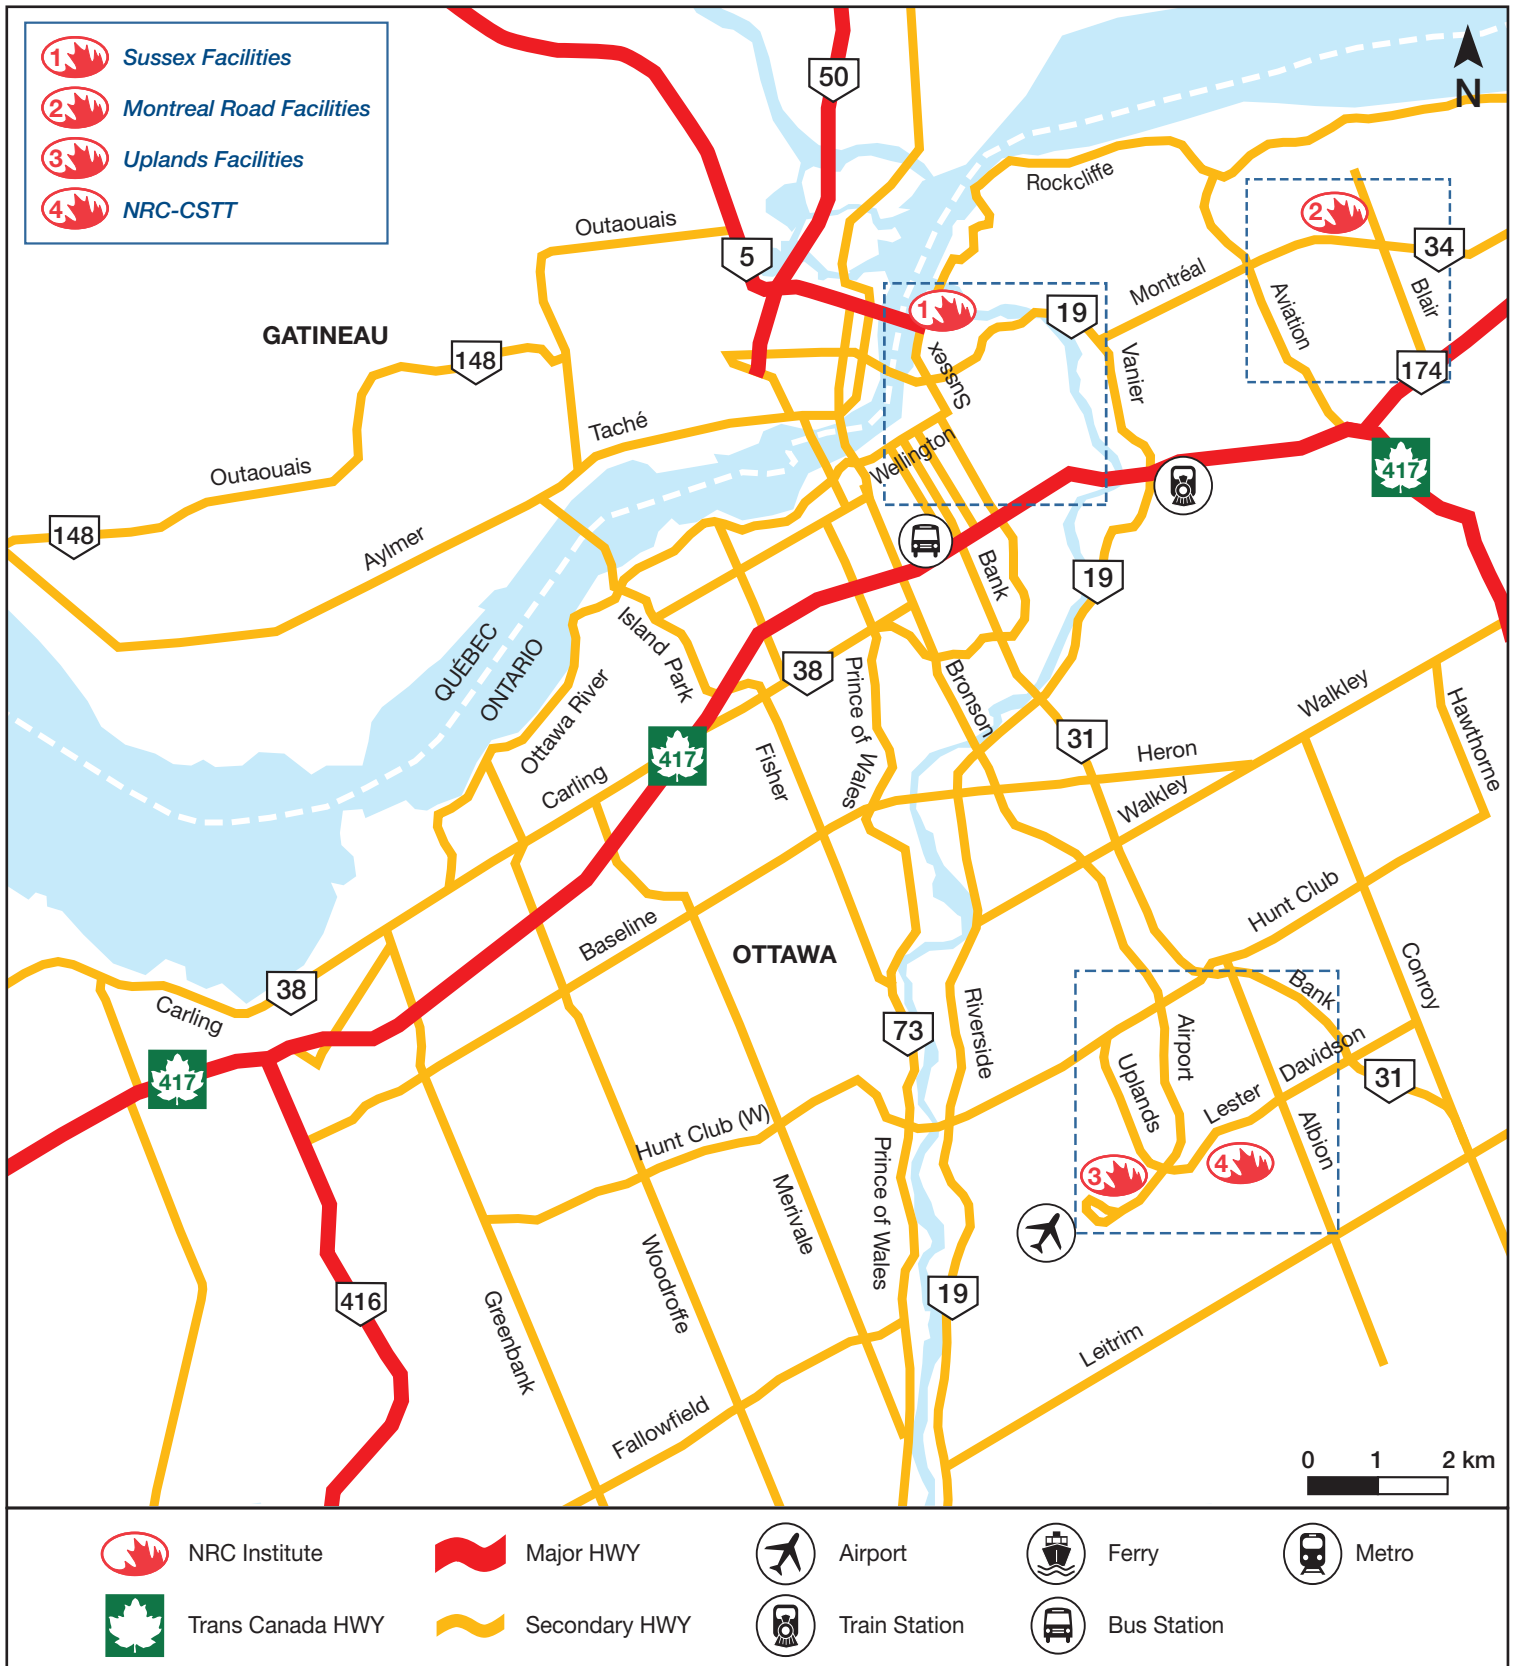 1 Sussex Facilities
2 Montreal Road Facilities
3 Uplands Facilities
4 NRC-CSTT
N
50
Rockcliffe
2
Outaouais
5
34
Montréal
Blair
1
19
Aviation
GATINEAU
148
Sussex
Vanier
174
Taché
Wellington
417
Outaouais
148
Aylmer
Bank
19
Island Park
QUÉBEC
ONTARIO
38
Prince of Wales
Bronson
Ottawa River
Walkley
Hawthorne
31
417
Heron
Fisher
Carling
Walkley
Hunt Club
Baseline
OTTAWA
Conroy
38
Carling
Bank
Riverside
73
Airport
Davidson
417
Uplands
31
Lester
Hunt Club (W)
Albion
3
4
Prince of Wales
Merivale
Woodroffe
416
19
Greenbank
Leitrim
Fallowfield
0 1 2 km
NRC Institute
Major HWY
Airport
Ferry
Metro
Trans Canada HWY
Secondary HWY
Train Station
Bus Station